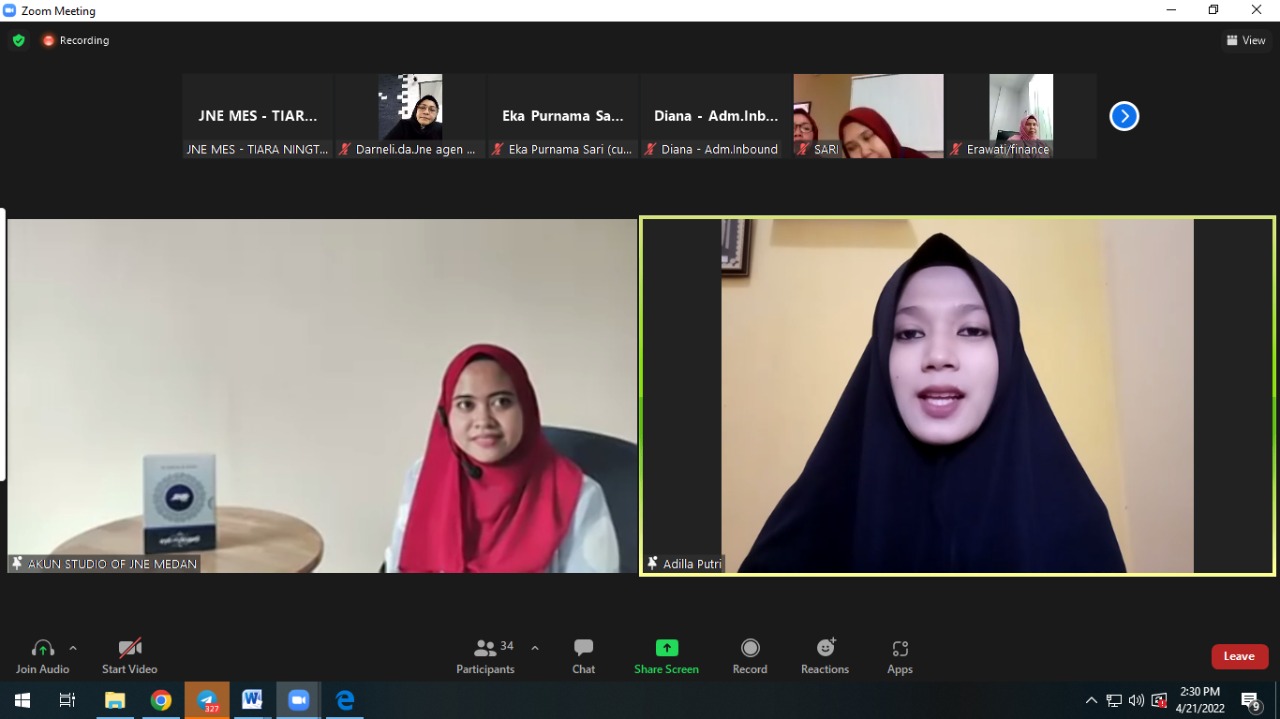 Zoom Meeting
Recording
View
JNE MES - TIAR...
Eka Purnama Sa...
Diana - Adm.Inb...
JNE MES - TIARA NINGT...
Darneli.da.Jne agen ...
Eka Purnama Sari (cu...
Diana - Adm.Inbound
SARI
Erawati/finance
AKUN STUDIO OF JNE MEDAN
Adilla Putri
34
Join Audio
Start Video
Participants
Chat
Share Screen
Record
Reactions
Apps
Leave
327
2:30 PM
4/21/2022
9